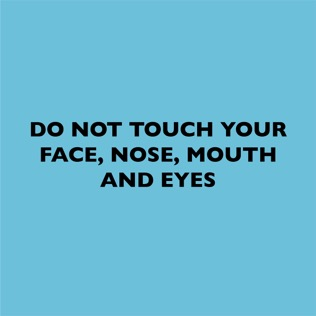 DO NOT TOUCH YOUR
FACE, NOSE, MOUTH
AND EYES